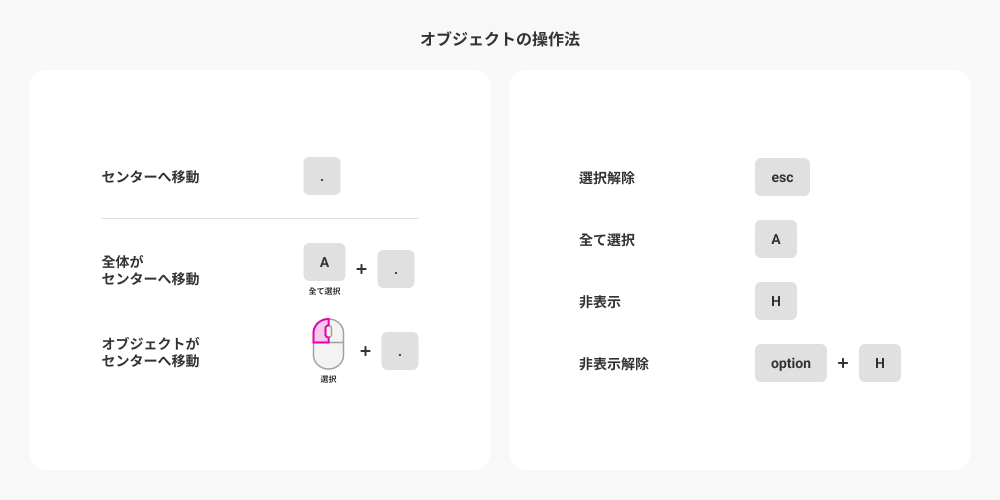 オブジェクトの操作法
センターへ移動
.
全体が
センターへ移動
A + .
全て選択
オブジェクトが
センターへ移動
+ .
選択
選択解除
esc
全て選択
A
非表示
H
非表示解除
option + H